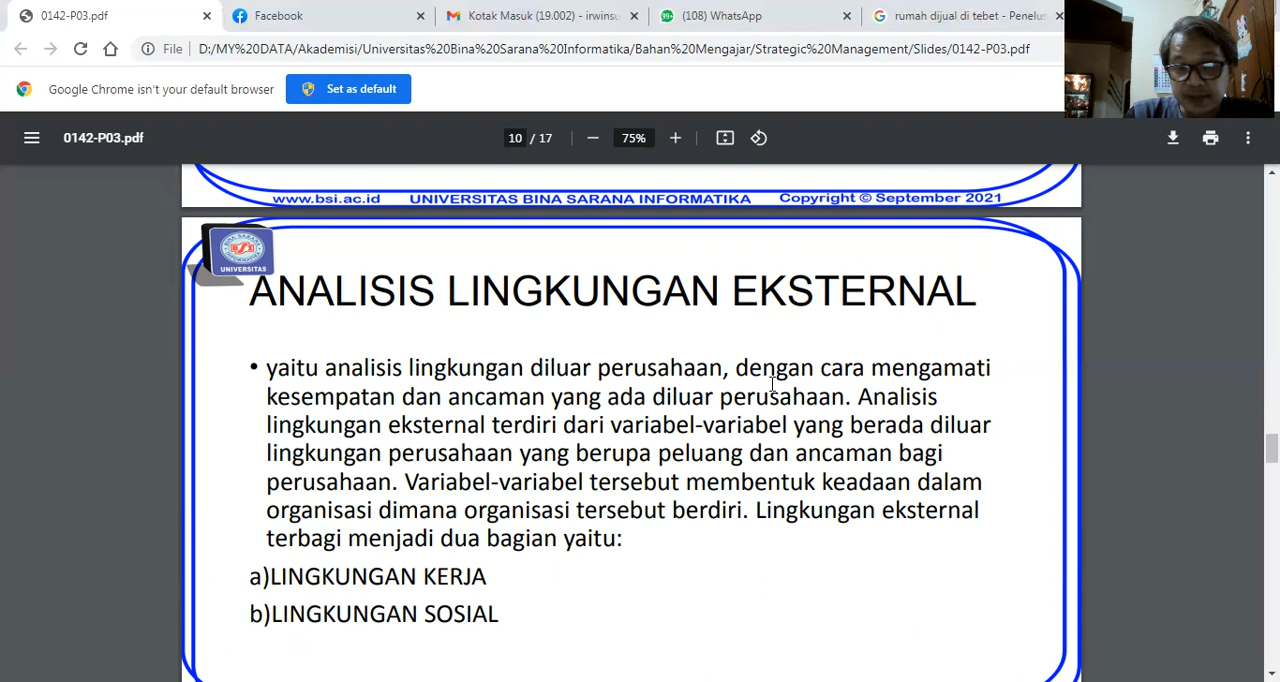 0142-P03.pdf
Facebook
Kotak Masuk (19.002) - irwinsu
99+
(108) WhatsApp
rumah dijual di tebet - Penelus
File
D:/MY%20DATA/Akademisi/Universitas%20Bina%20Sarana%20Informatika/Bahan%20Mengajar/Strategic%20Management/Slides/0142-P03.pdf
Google Chrome isn't your default browser
Set as default
0142-P03.pdf
10 / 17
75%
www.bsi.ac.id UNIVERSITAS BINA SARANA INFORMATIKA Copyright © September 2021
BSI
UNIVERSITAS
ANALISIS LINGKUNGAN EKSTERNAL
• yaitu analisis lingkungan diluar perusahaan, dengan cara mengamati
kesempatan dan ancaman yang ada diluar perusahaan. Analisis
lingkungan eksternal terdiri dari variabel-variabel yang berada diluar
lingkungan perusahaan yang berupa peluang dan ancaman bagi
perusahaan. Variabel-variabel tersebut membentuk keadaan dalam
organisasi dimana organisasi tersebut berdiri. Lingkungan eksternal
terbagi menjadi dua bagian yaitu:
a)LINGKUNGAN KERJA
b)LINGKUNGAN SOSIAL